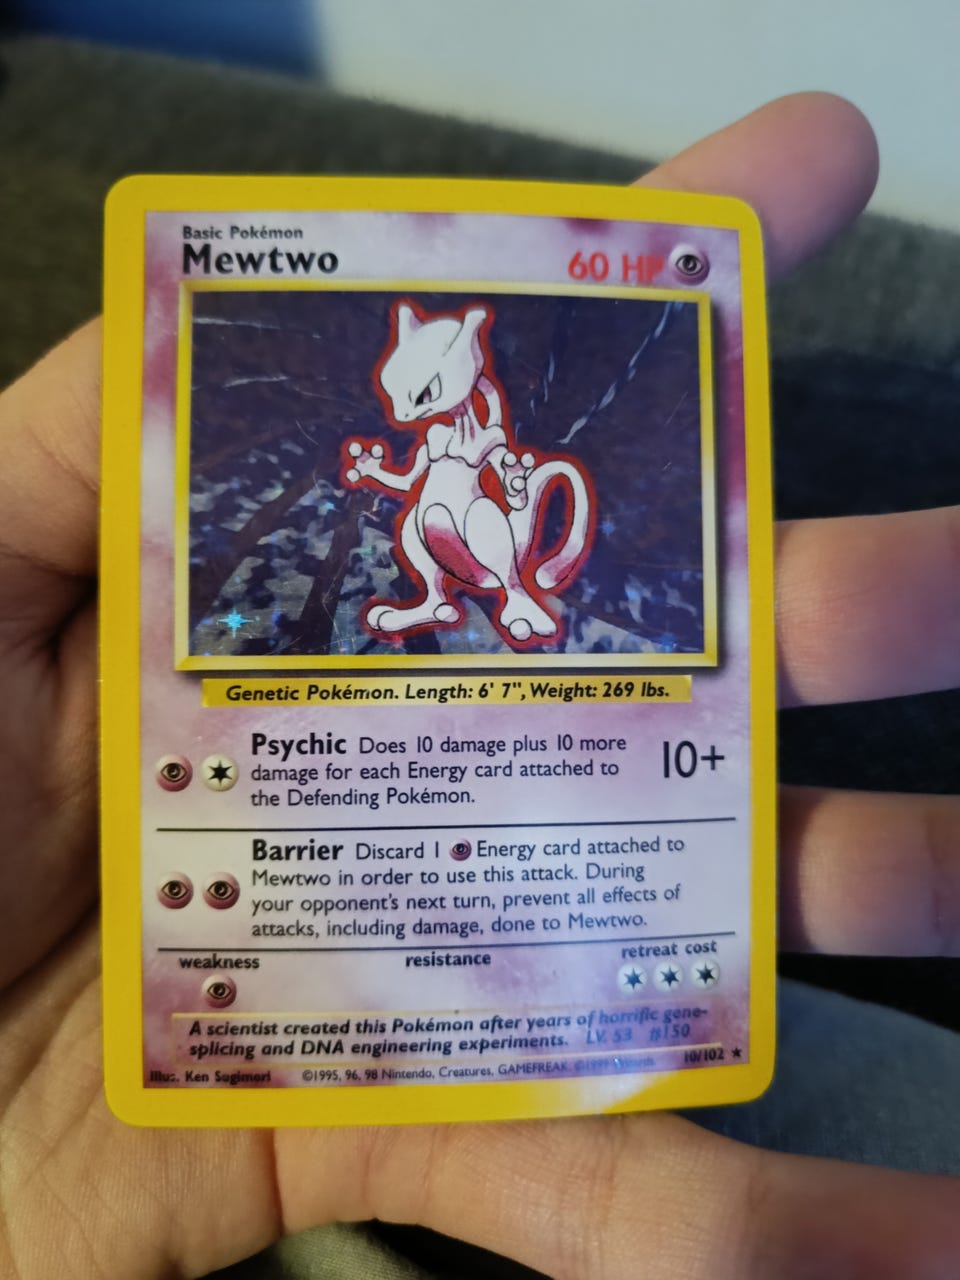 Basic Pokémon
Mewtwo
60 HP
Genetic Pokémon. Length: 6' 7", Weight: 269 lbs.
Psychic Does 10 damage plus 10 more
damage for each Energy card attached to
the Defending Pokémon.
10+
Barrier Discard 1 Energy card attached to
Mewtwo in order to use this attack. During
your opponent's next turn, prevent all effects of
attacks, including damage, done to Mewtwo.
weakness resistance retreat cost
A scientist created this Pokémon after years of horrific gene-
splicing and DNA engineering experiments. LV. 53 #150
Illus. Ken Sugimori ©1995, 96, 98 Nintendo, Creatures, GAMEFREAK. ©1999 Wizards. 10/102 ★